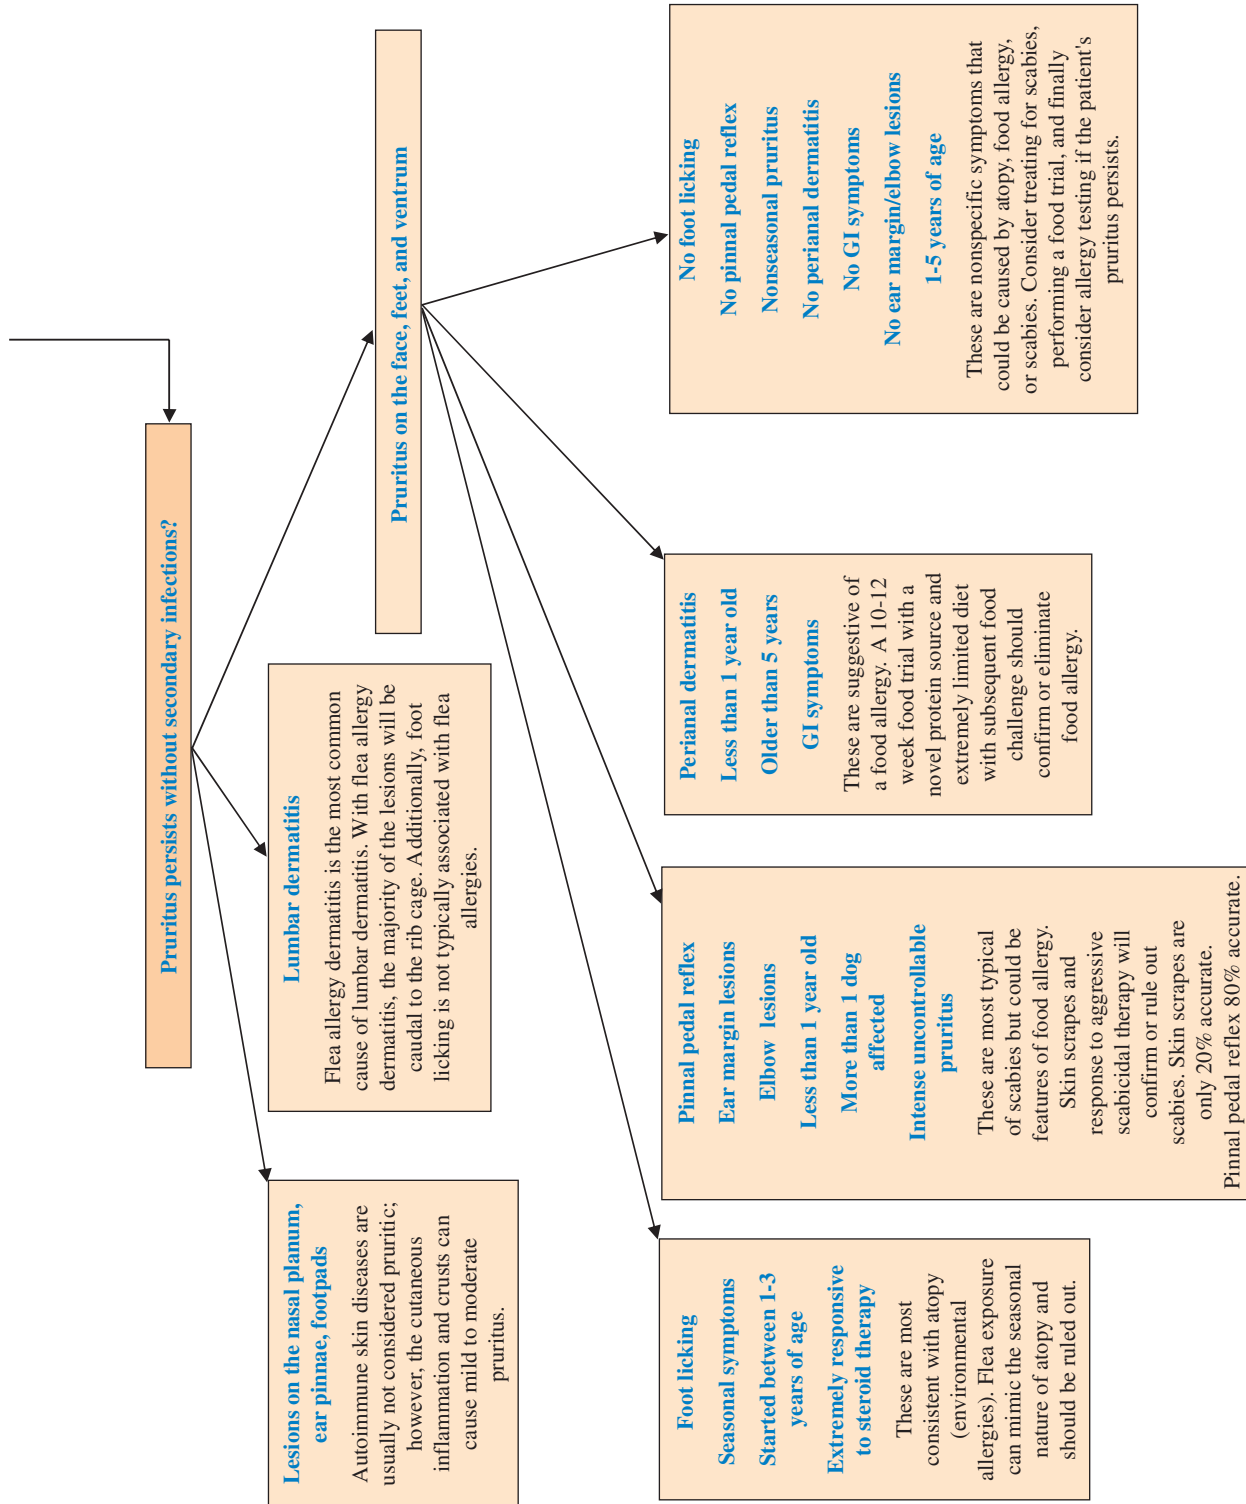 Pruritus persists without secondary infections?
Lesions on the nasal planum,
ear pinnae, footpads
Autoimmune skin diseases are
usually not considered pruritic;
however, the cutaneous
inflammation and crusts can
cause mild to moderate
pruritus.
Lumbar dermatitis
Flea allergy dermatitis is the most common
cause of lumbar dermatitis. With flea allergy
dermatitis, the majority of the lesions will be
caudal to the rib cage. Additionally, foot
licking is not typically associated with flea
allergies.
Pruritus on the face, feet, and ventrum
Foot licking
Seasonal symptoms
Started between 1-3
years of age
Extremely responsive
to steroid therapy
These are most
consistent with atopy
(environmental
allergies). Flea exposure
can mimic the seasonal
nature of atopy and
should be ruled out.
Pinnal pedal reflex
Ear margin lesions
Elbow lesions
Less than 1 year old
More than 1 dog
affected
Intense uncontrollable
pruritus
These are most typical
of scabies but could be
features of food allergy.
Skin scrapes and
response to aggressive
scabicidal therapy will
confirm or rule out
scabies. Skin scrapes are
only 20% accurate.
Pinnal pedal reflex 80% accurate.
Perianal dermatitis
Less than 1 year old
Older than 5 years
GI symptoms
These are suggestive of
a food allergy. A 10-12
week food trial with a
novel protein source and
extremely limited diet
with subsequent food
challenge should
confirm or eliminate
food allergy.
No foot licking
No pinnal pedal reflex
Nonseasonal pruritus
No perianal dermatitis
No GI symptoms
No ear margin/elbow lesions
1-5 years of age
These are nonspecific symptoms that
could be caused by atopy, food allergy,
or scabies. Consider treating for scabies,
performing a food trial, and finally
consider allergy testing if the patient's
pruritus persists.